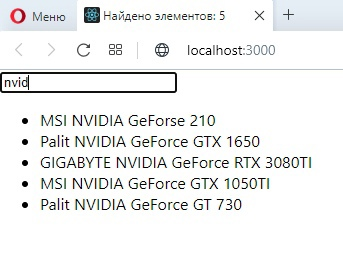 Меню
Найдено элементов: 5
localhost:3000
nvid
MSI NVIDIA GeForse 210
Palit NVIDIA GeForce GTX 1650
GIGABYTE NVIDIA GeForce RTX 3080TI
MSI NVIDIA GeForce GTX 1050TI
Palit NVIDIA GeForce GT 730